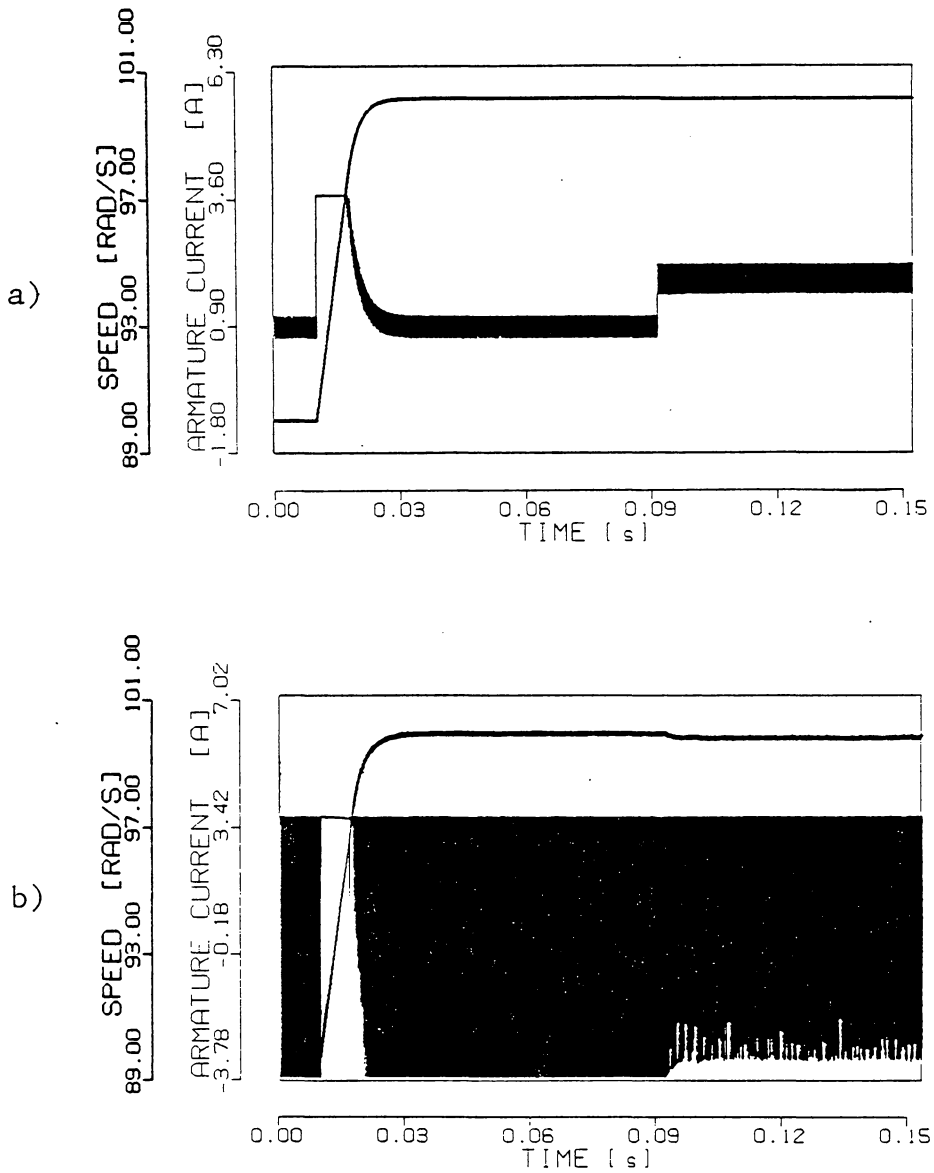 a)
SPEED [RAD/S]
89.00 93.00 97.00 101.00
ARMATURE CURRENT [A]
-1.80 0.90 3.60 6.30
0.00 0.03 0.06 0.09 0.12 0.15
TIME [s]
b)
SPEED [RAD/S]
89.00 93.00 97.00 101.00
ARMATURE CURRENT [A]
-3.78 -0.18 3.42 7.02
0.00 0.03 0.06 0.09 0.12 0.15
TIME [s]